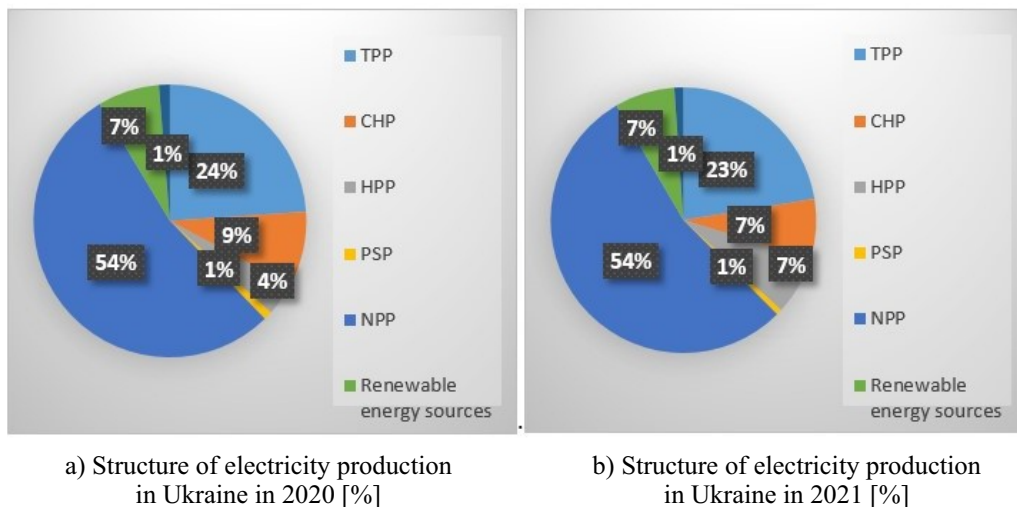 TPP
CHP
HPP
PSP
NPP
Renewable
energy sources
7%
1%
24%
9%
1%
4%
54%
TPP
CHP
HPP
PSP
NPP
Renewable
energy sources
7%
1%
23%
7%
1%
7%
54%
.
a) Structure of electricity production
in Ukraine in 2020 [%]
b) Structure of electricity production
in Ukraine in 2021 [%]